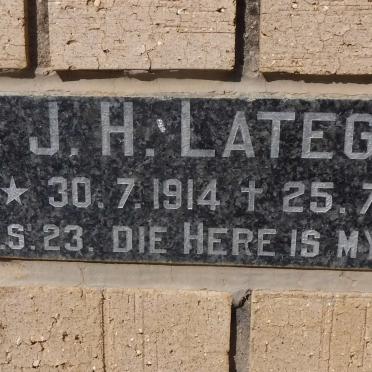 J. H. LATEG
★ 30. 7. 1914 ✝ 25. 7
.S. 23. DIE HERE IS MY